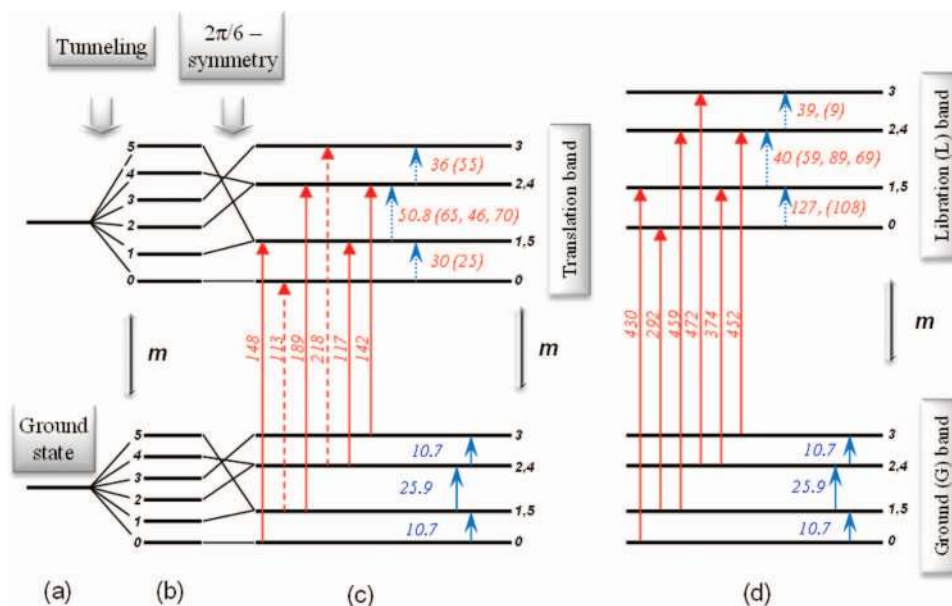 Tunneling
2π/6 –
symmetry
5
4
3
2
1
0
3
2,4
1,5
0
36 (55)
50.8 (65, 46, 70)
30 (25)
Translation band
3
2,4
1,5
0
39, (9)
40 (59, 89, 69)
127, (108)
Libration (L) band
m
148
113
189
218
117
142
m
430
292
459
472
374
452
m
Ground
state
5
4
3
2
1
0
3
2,4
1,5
0
10.7
25.9
10.7
3
2,4
1,5
0
10.7
25.9
10.7
Ground (G) band
(a)
(b)
(c)
(d)